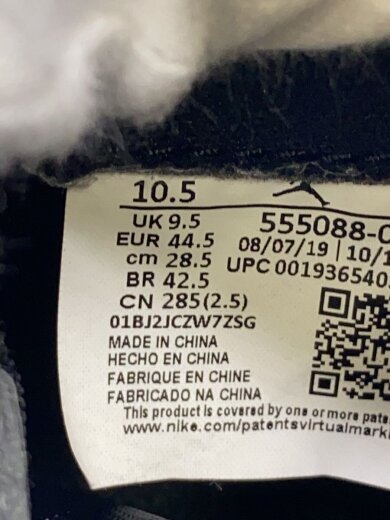 10.5
UK 9.5
EUR 44.5
cm 28.5
BR 42.5
CN 285(2.5)
01BJ2JCZW7ZSG
MADE IN CHINA
HECHO EN CHINA
FABRIQUE EN CHINE
FABRICADO NA CHINA
555088-0
08/07/19 | 10/1
UPC 0019365403
This product is covered by one or more pate
www.nike.com/patentsvirtualmarki